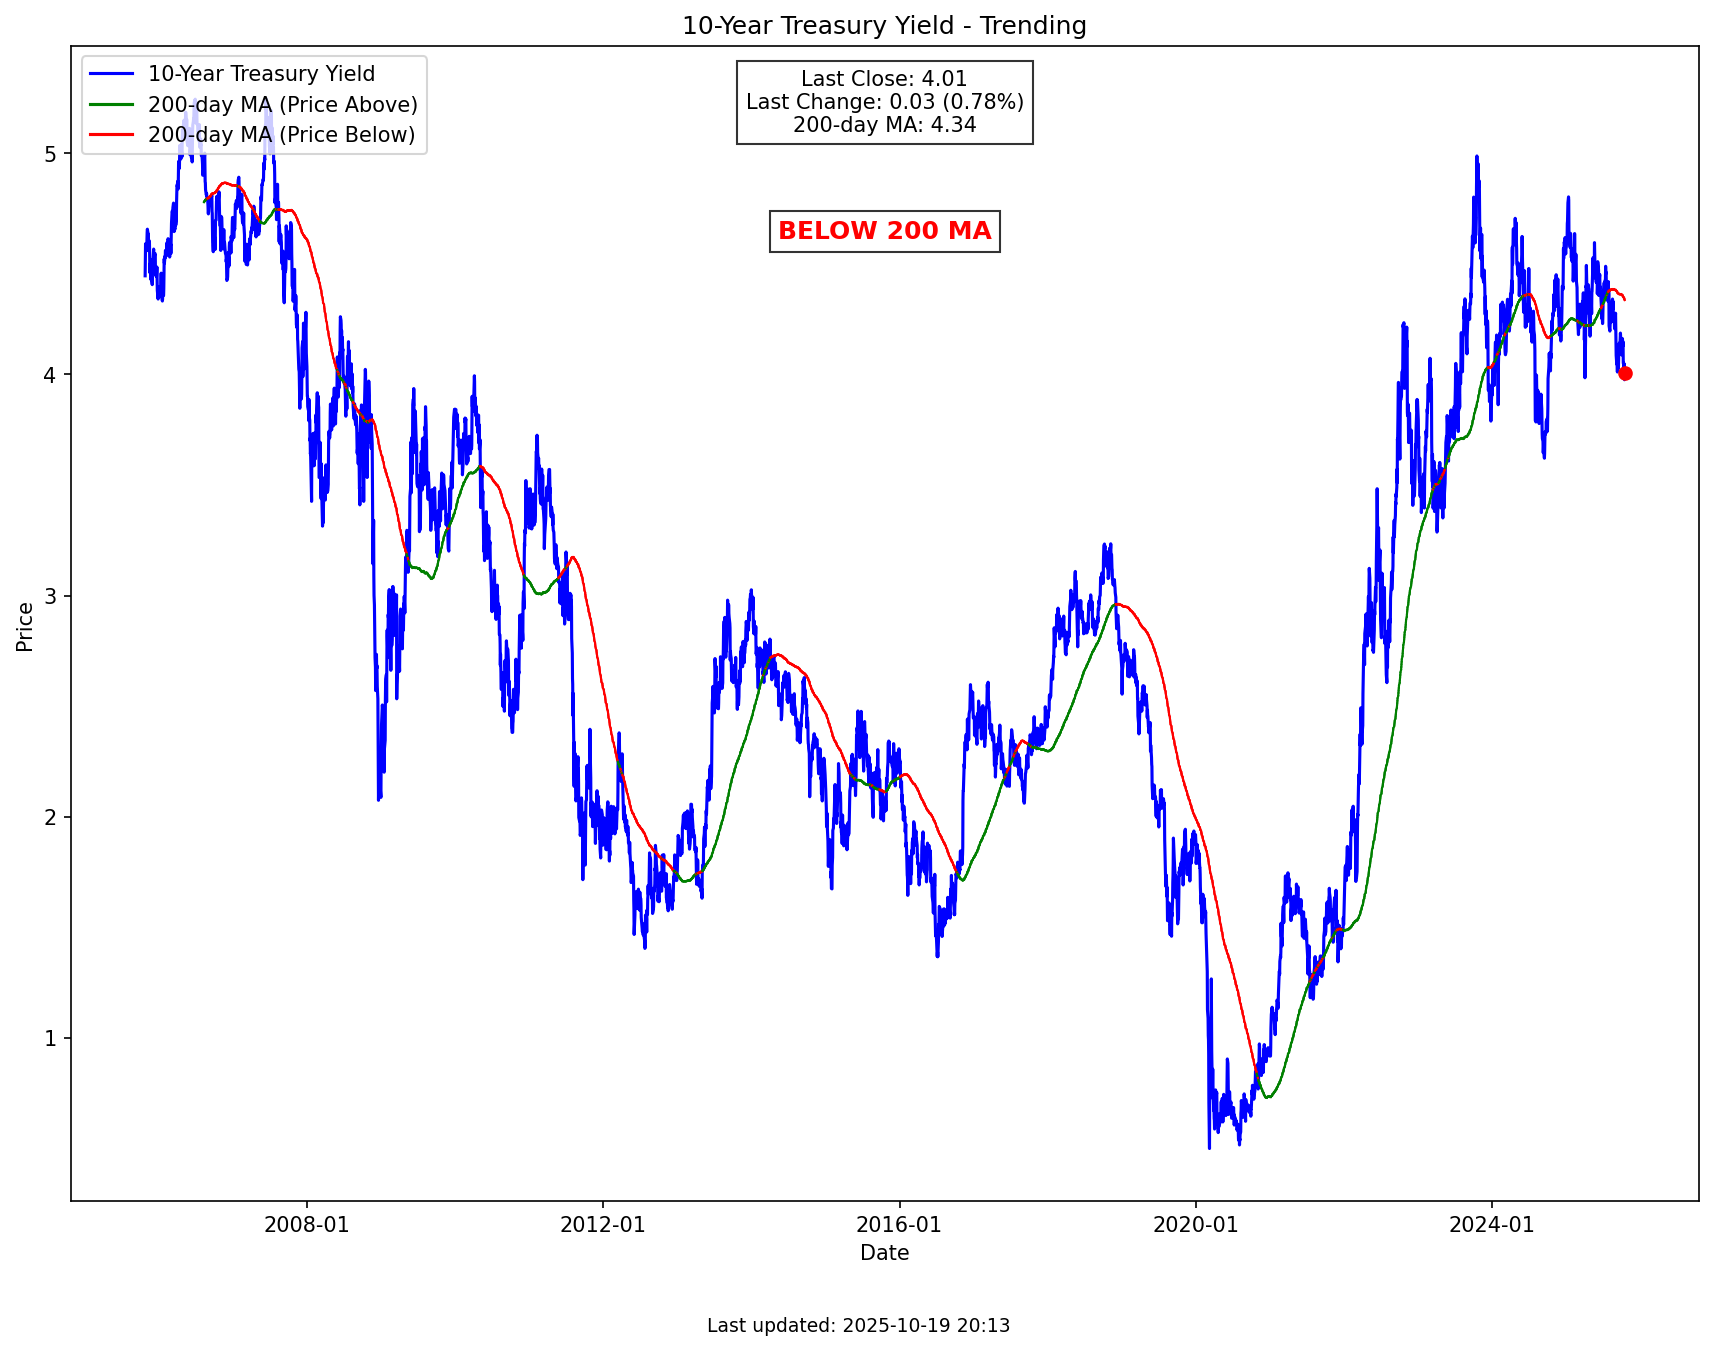 10-Year Treasury Yield - Trending
10-Year Treasury Yield
200-day MA (Price Above)
200-day MA (Price Below)
Last Close: 4.01
Last Change: 0.03 (0.78%)
200-day MA: 4.34
BELOW 200 MA
5
4
3
2
1
Price
2008-01
2012-01
2016-01
2020-01
2024-01
Date
Last updated: 2025-10-19 20:13